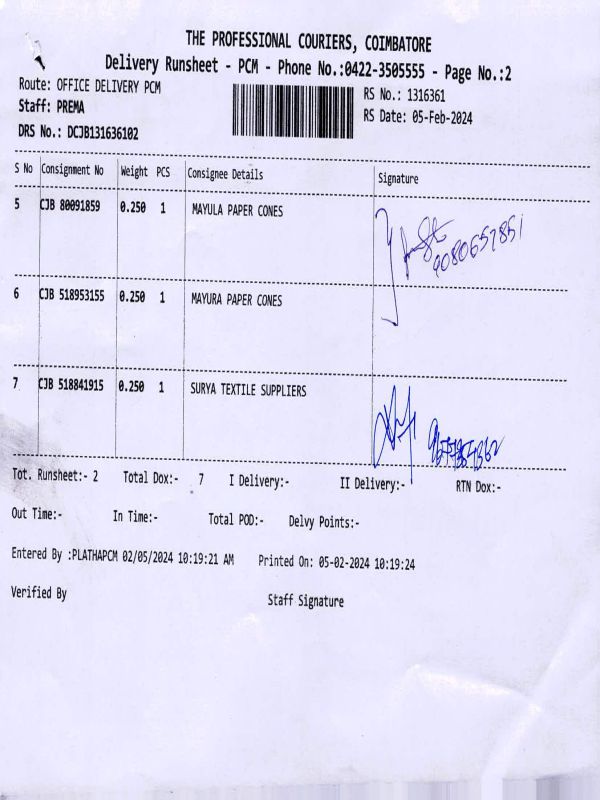 THE PROFESSIONAL COURIERS, COIMBATORE
Delivery Runsheet - PCM - Phone No.:0422-3505555 - Page No.:2
Route: OFFICE DELIVERY PCM
RS No.: 1316361
Staff: PREMA
RS Date: 05-Feb-2024
DRS No.: DCJB131636102
S No Consignment No Weight PCS Consignee Details Signature
5 CJB 80091859 0.250 1 MAYULA PAPER CONES
9080657851
6 CJB 518953155 0.250 1 MAYURA PAPER CONES
7 CJB 518841915 0.250 1 SURYA TEXTILE SUPPLIERS
Tot. Runsheet:- 2 Total Dox:- 7 I Delivery:- II Delivery:- RTN Dox:-
Out Time:- In Time:- Total POD:- Delvy Points:-
Entered By :PLATHAPCM 02/05/2024 10:19:21 AM Printed On: 05-02-2024 10:19:24
Verified By Staff Signature